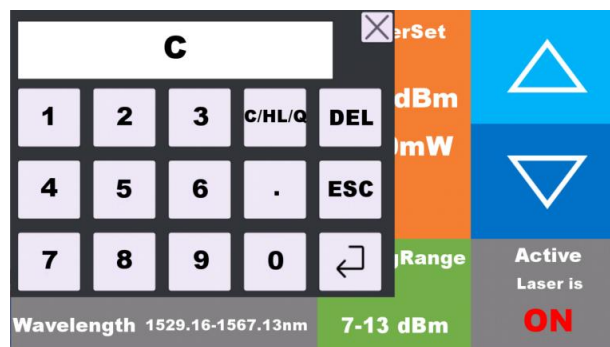 C
erSet
dBm
mW
1 2 3 C/HL/Q DEL
4 5 6 . ESC
7 8 9 0
gRange
7-13 dBm
Wavelength 1529.16-1567.13nm
Active
Laser is
ON